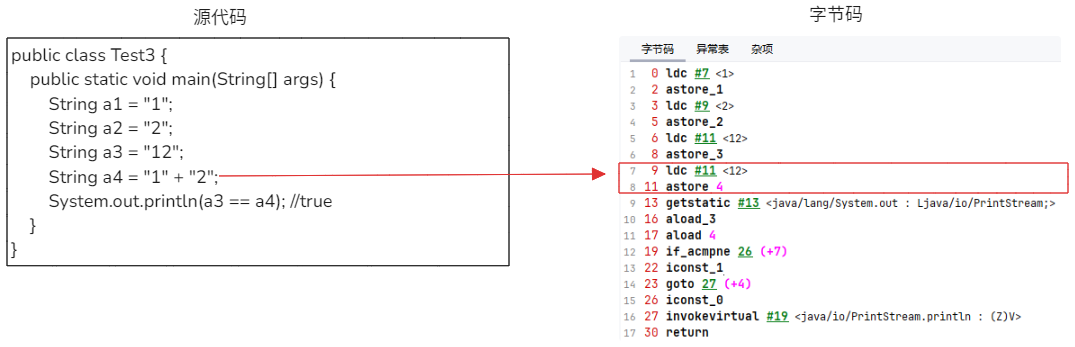 源代码
public class Test3 {
public static void main(String[] args) {
String a1 = "1";
String a2 = "2";
String a3 = "12";
String a4 = "1" + "2";
System.out.println(a3 == a4); //true
}
}
字节码
字节码 异常表 杂项
1 0 ldc #7 <1>
2 2 astore_1
3 3 ldc #9 <2>
4 5 astore_2
5 6 ldc #11 <12>
6 8 astore_3
7 9 ldc #11 <12>
8 11 astore 4
9 13 getstatic #13 <java/lang/System.out : Ljava/io/PrintStream;>
10 16 aload_3
11 17 aload 4
12 19 if_acmpne 26 (+7)
13 22 iconst_1
14 23 goto 27 (+4)
15 26 iconst_0
16 27 invokevirtual #19 <java/io/PrintStream.println : (Z)V>
17 30 return